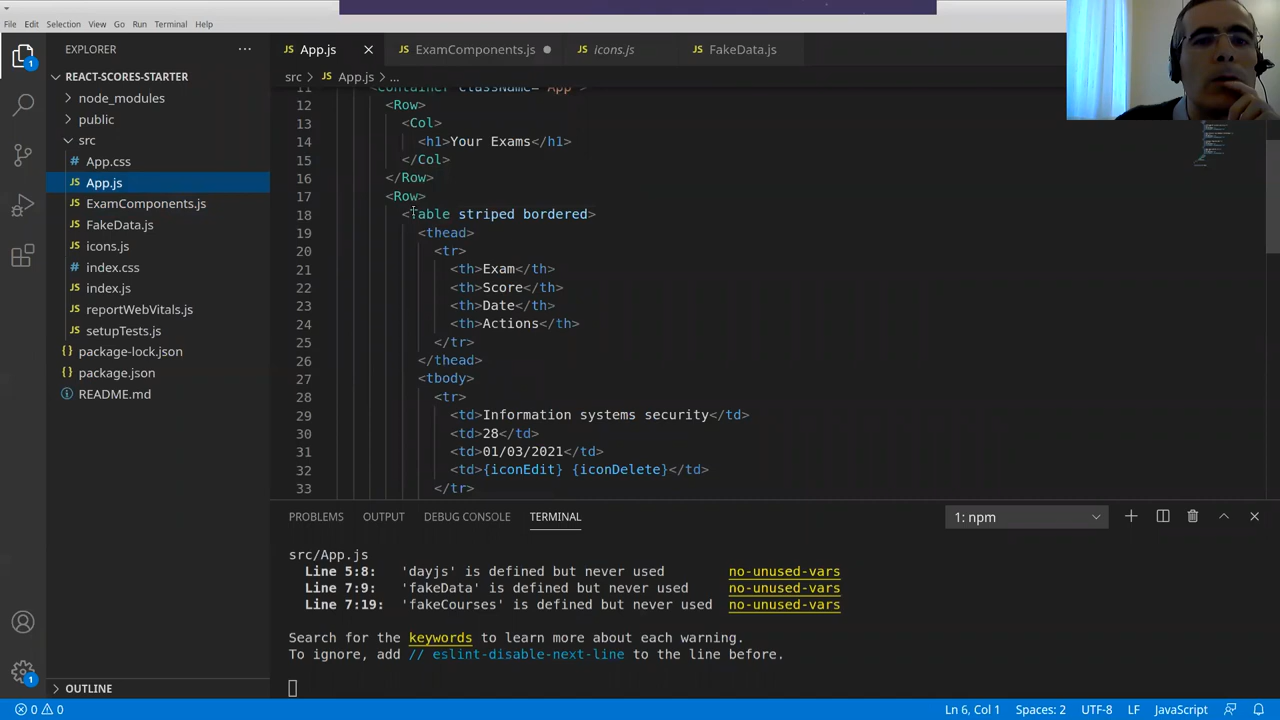 File Edit Selection View Go Run Terminal Help
EXPLORER ...
App.js
ExamComponents.js
icons.js
FakeData.js
REACT-SCORES-STARTER
node_modules
public
src
App.css
App.js
ExamComponents.js
FakeData.js
icons.js
index.css
index.js
reportWebVitals.js
setupTests.js
package-lock.json
package.json
README.md
OUTLINE
src > App.js > ...
11 <Container className="App">
12 <Row>
13 <Col>
14 <h1>Your Exams</h1>
15 </Col>
16 </Row>
17 <Row>
18 <Table striped bordered>
19 <thead>
20 <tr>
21 <th>Exam</th>
22 <th>Score</th>
23 <th>Date</th>
24 <th>Actions</th>
25 </tr>
26 </thead>
27 <tbody>
28 <tr>
29 <td>Information systems security</td>
30 <td>28</td>
31 <td>01/03/2021</td>
32 <td>{iconEdit} {iconDelete}</td>
33 </tr>
PROBLEMS OUTPUT DEBUG CONSOLE TERMINAL 1: npm
src/App.js
Line 5:8: 'dayjs' is defined but never used no-unused-vars
Line 7:9: 'fakeData' is defined but never used no-unused-vars
Line 7:19: 'fakeCourses' is defined but never used no-unused-vars
Search for the keywords to learn more about each warning.
To ignore, add // eslint-disable-next-line to the line before.
0 0 Ln 6, Col 1 Spaces: 2 UTF-8 LF JavaScript